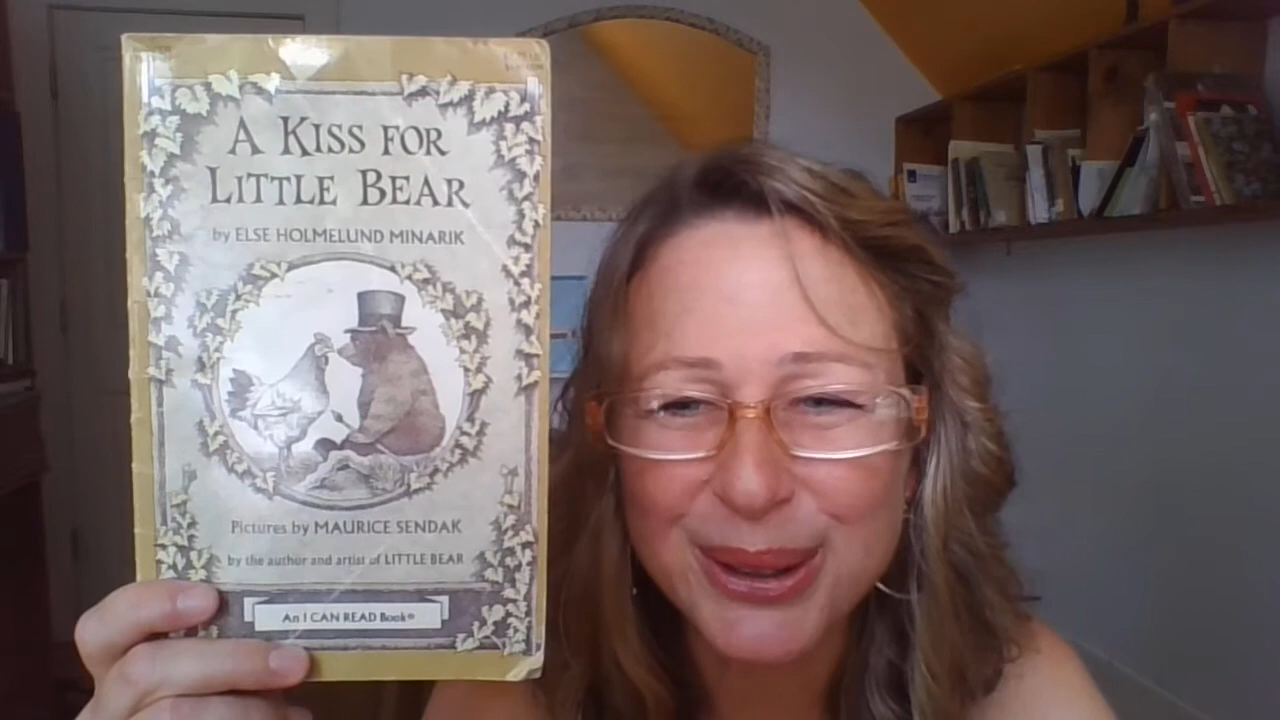 A KISS FOR
LITTLE BEAR
by ELSE HOLMELUND MINARIK
Pictures by MAURICE SENDAK
by the author and artist of LITTLE BEAR
An I CAN READ Book®